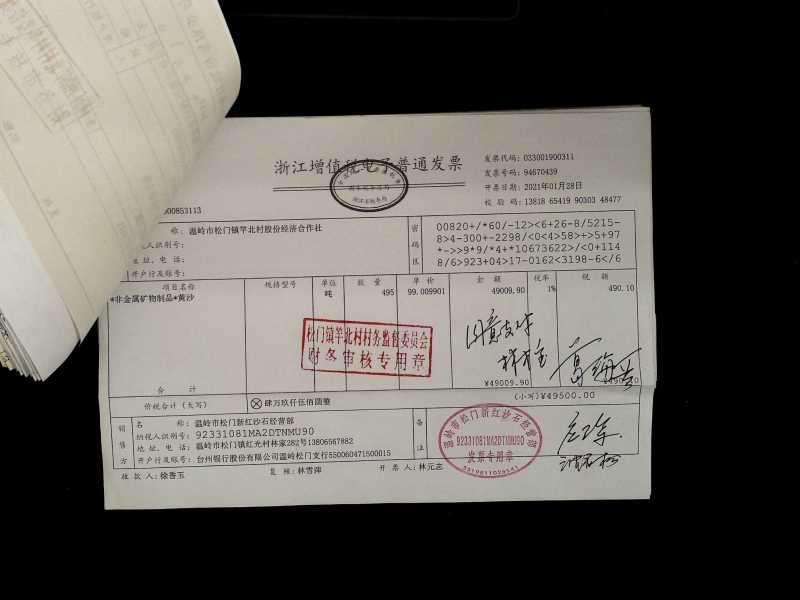 浙江增值税电子普通发票
发票代码: 033001900311
发票号码: 94670439
开票日期: 2021年01月28日
校 验 码: 13818 65419 90303 48477
00853113
称: 温岭市松门镇竿北村股份经济合作社
税人识别号:
址、电 话:
开户行及账号:
密码区
00820+/*60/-12><6+26-8/5215-
8>4-300+-2298/<0<4>58>+>5+97
*->>9*9/*4+*10673622>/<0+114
8/6>923+04>17-0162<3198-6</6
项目名称 规格型号 单位 数 量 单 价 金 额 税率 税 额
*非金属矿物制品*黄沙 吨 495 99.009901 49009.90 1% 490.10
同意支付
松门镇竿北村村务监督委员会
财务审核专用章
合 计 ¥49009.90
价税合计(大写) ⊗肆万玖仟伍佰圆整 (小写)¥49500.00
销售方
名 称: 温岭市松门新红沙石经营部
纳税人识别号: 92331081MA2DTNMU90
地 址、电 话: 温岭市松门镇红光村林家282号13806567882
开户行及账号: 台州银行股份有限公司温岭松门支行550060471500015
备注
温岭市松门新红沙石经营部
92331081MA2DTNMU90
发票专用章
收 款 人: 徐香玉 复 核: 林雪萍 开 票 人: 林元志